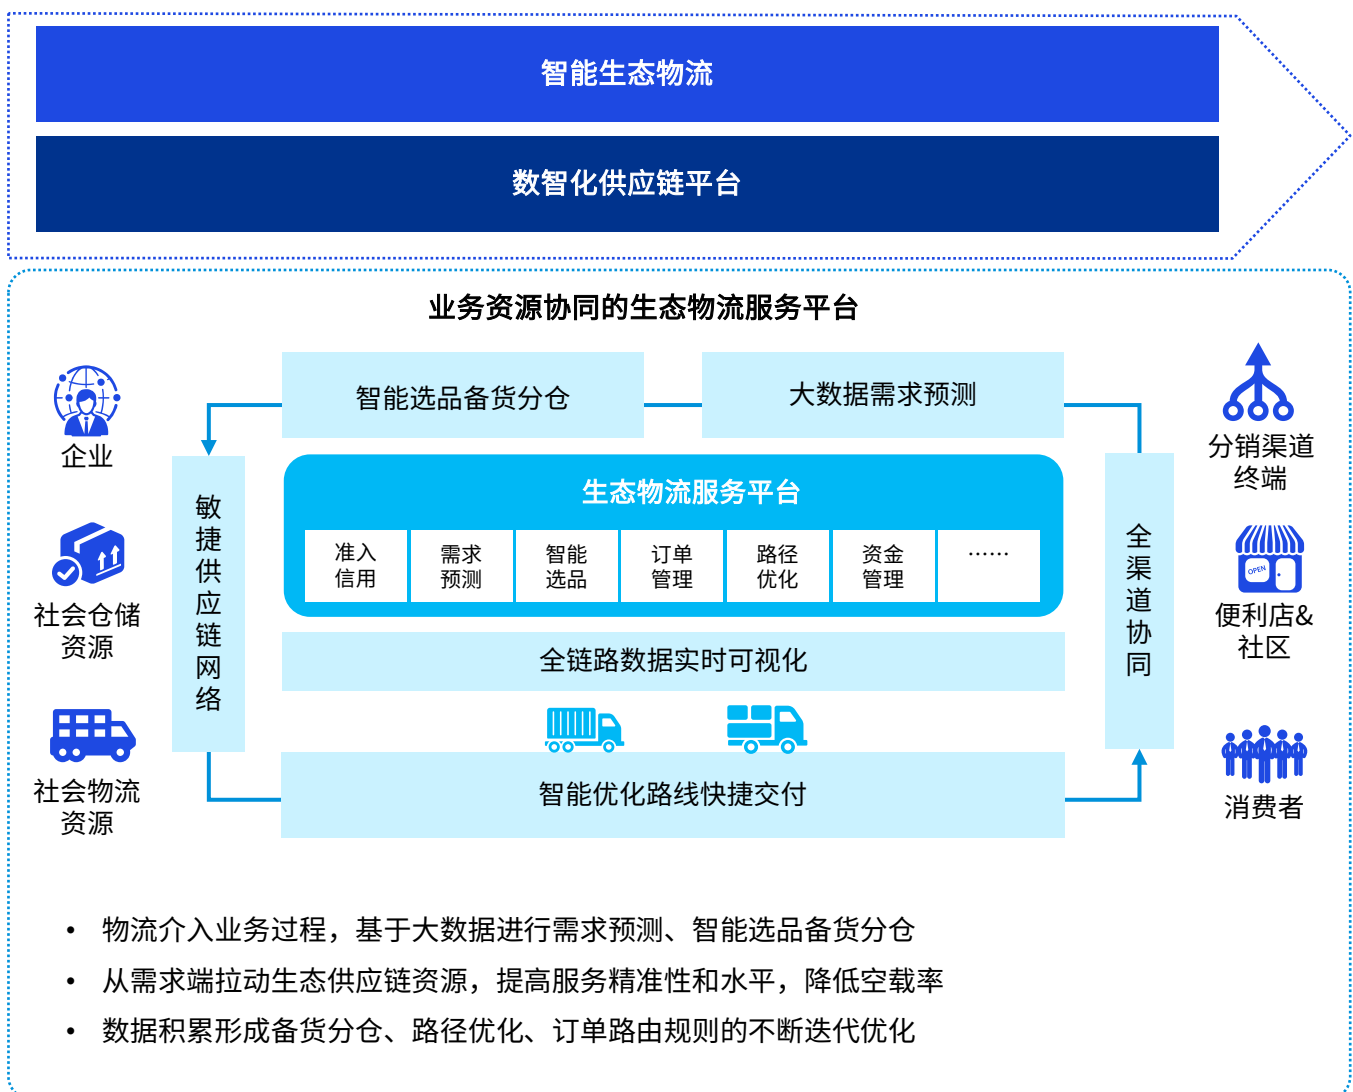 智能生态物流
数智化供应链平台
业务资源协同的生态物流服务平台
智能选品备货分仓
大数据需求预测
企业
社会仓储
资源
社会物流
资源
敏
捷
供
应
链
网
络
生态物流服务平台
准入
信用
需求
预测
智能
选品
订单
管理
路径
优化
资金
管理
······
全链路数据实时可视化
智能优化路线快捷交付
全
渠
道
协
同
分销渠道
终端
OPEN
便利店&
社区
消费者
• 物流介入业务过程，基于大数据进行需求预测、智能选品备货分仓
• 从需求端拉动生态供应链资源，提高服务精准性和水平，降低空载率
• 数据积累形成备货分仓、路径优化、订单路由规则的不断迭代优化